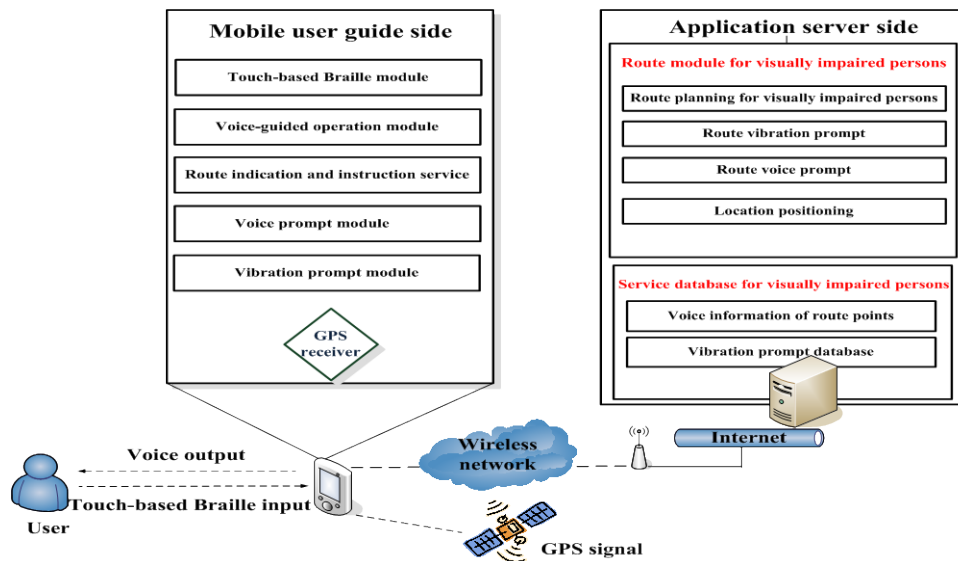 Mobile user guide side
Touch-based Braille module
Voice-guided operation module
Route indication and instruction service
Voice prompt module
Vibration prompt module
GPS
receiver
Application server side
Route module for visually impaired persons
Route planning for visually impaired persons
Route vibration prompt
Route voice prompt
Location positioning
Service database for visually impaired persons
Voice information of route points
Vibration prompt database
Internet
Wireless
network
Voice output
Touch-based Braille input
User
GPS signal